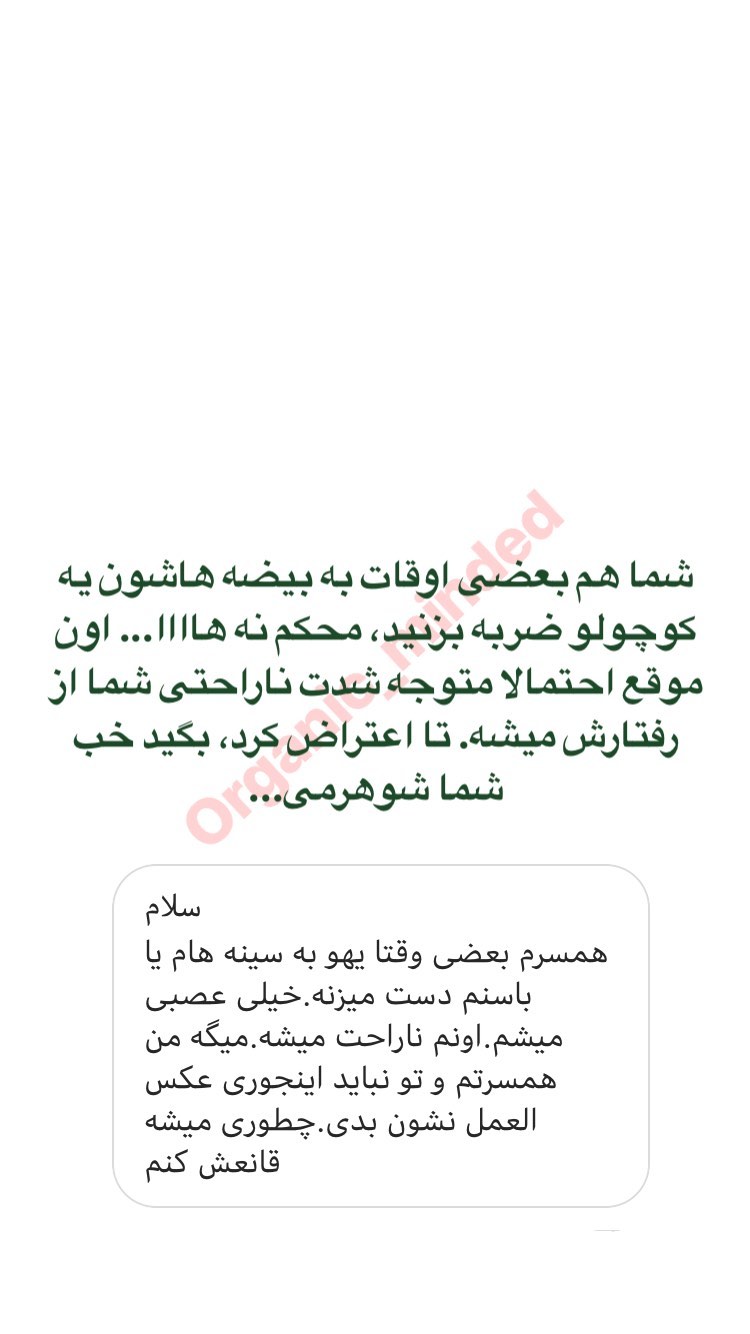 شما هم بعضی اوقات به بیضه هاشون یه
کوچولو ضربه بزنید، محکم نه هاااا... اون
موقع احتمالا متوجه شدت ناراحتی شما از
رفتارش میشه. تا اعتراض کرد، بگید خب
شما شوهرمی...
Organic_minded
سلام
همسرم بعضی وقتا یهو به سینه هام یا
باسنم دست میزنه.خیلی عصبی
میشم.اونم ناراحت میشه.میگه من
همسرتم و تو نباید اینجوری عکس
العمل نشون بدی.چطوری میشه
قانعش کنم